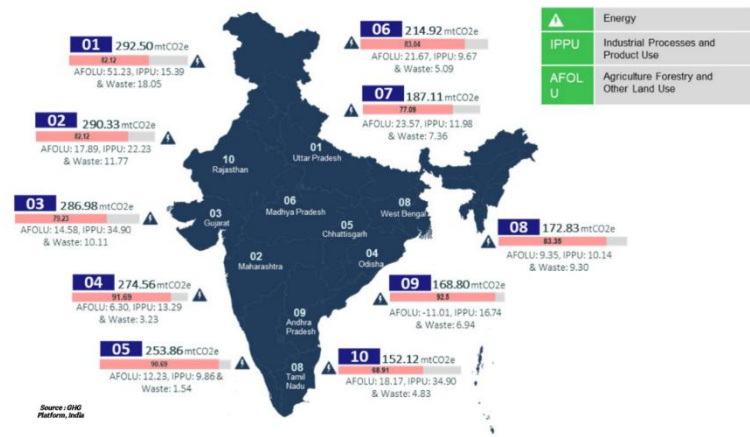 01 292.50 mtCO2e
82.12
AFOLU: 51.23, IPPU: 15.39
& Waste: 18.05
02 290.33 mtCO2e
82.12
AFOLU: 17.89, IPPU: 22.23
& Waste: 11.77
03 286.98 mtCO2e
79.23
AFOLU: 14.58, IPPU: 34.90
& Waste: 10.11
04 274.56 mtCO2e
91.69
AFOLU: 6.30, IPPU: 13.29
& Waste: 3.23
05 253.86 mtCO2e
90.69
AFOLU: 12.23, IPPU: 9.86 &
Waste: 1.54
06 214.92 mtCO2e
83.04
AFOLU: 21.67, IPPU: 9.67
& Waste: 5.09
07 187.11 mtCO2e
77.09
AFOLU: 23.57, IPPU: 11.98
& Waste: 7.36
08 172.83 mtCO2e
83.35
AFOLU: 9.35, IPPU: 10.14
& Waste: 9.30
09 168.80 mtCO2e
92.5
AFOLU: -11.01, IPPU: 16.74
& Waste: 6.94
10 152.12 mtCO2e
68.91
AFOLU: 18.17, IPPU: 34.90
& Waste: 4.83
01
Uttar Pradesh
10
Rajasthan
06
Madhya Pradesh
08
West Bengal
03
Gujarat
05
Chhattisgarh
02
Maharashtra
04
Odisha
09
Andhra
Pradesh
08
Tamil
Nadu
Energy
IPPU
Industrial Processes and
Product Use
AFOL
U
Agriculture Forestry and
Other Land Use
Source : GHG
Platform, India